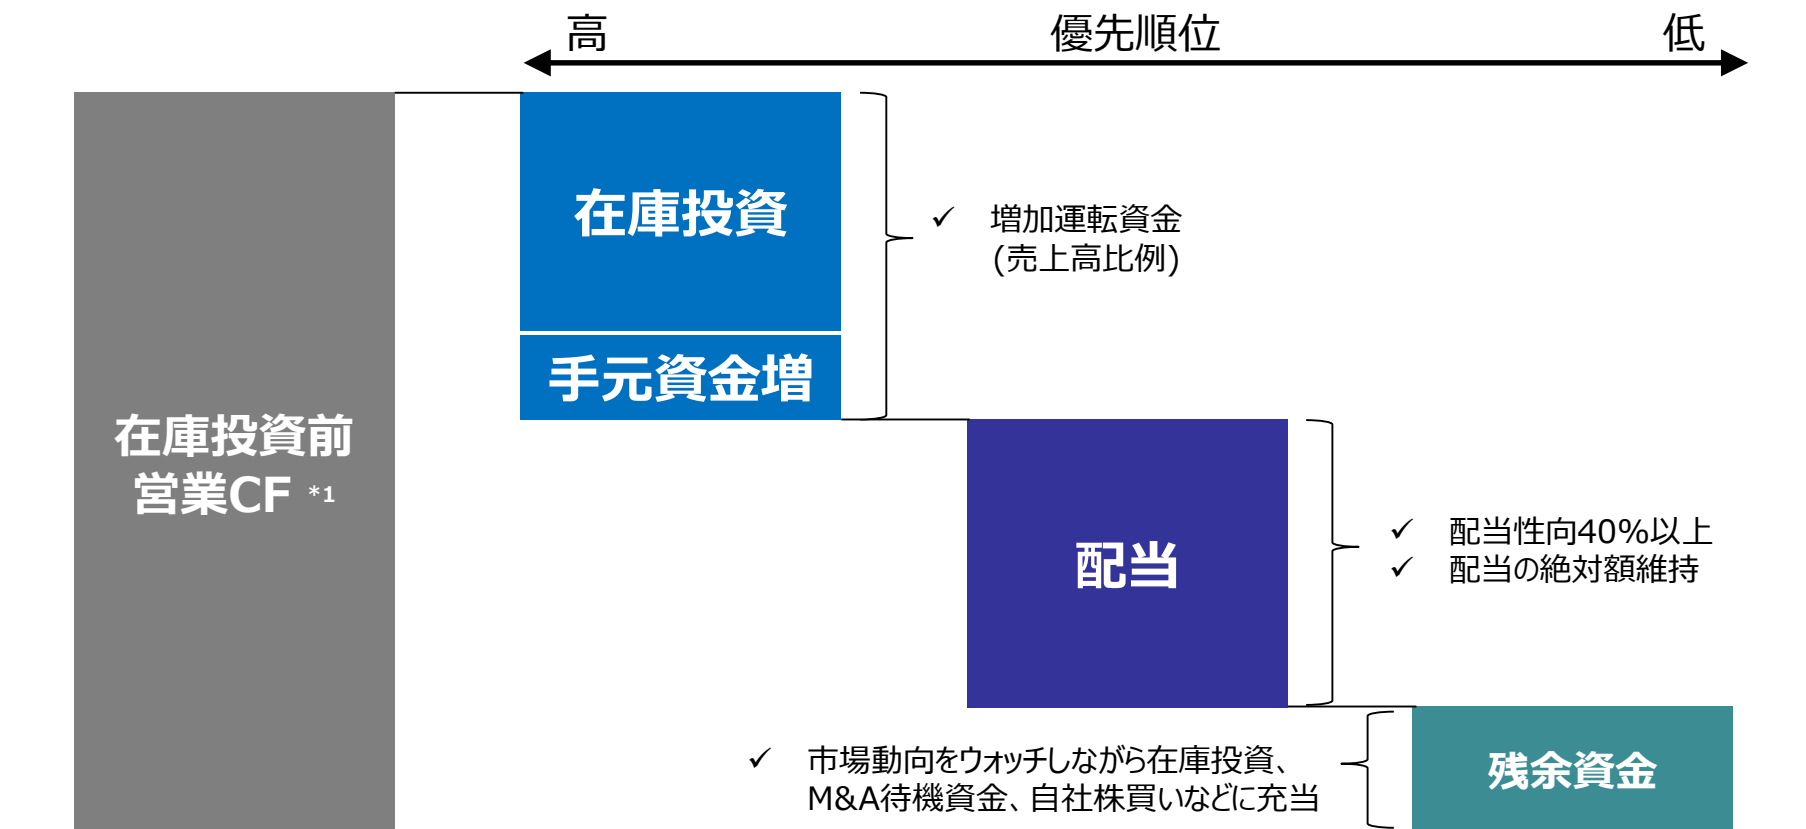 高 優先順位 低
在庫投資
✓ 増加運転資金
(売上高比例)
手元資金増
在庫投資前
営業CF *1
配当
✓ 配当性向40%以上
✓ 配当の絶対額維持
✓ 市場動向をウォッチしながら在庫投資、
M&A待機資金、自社株買いなどに充当
残余資金